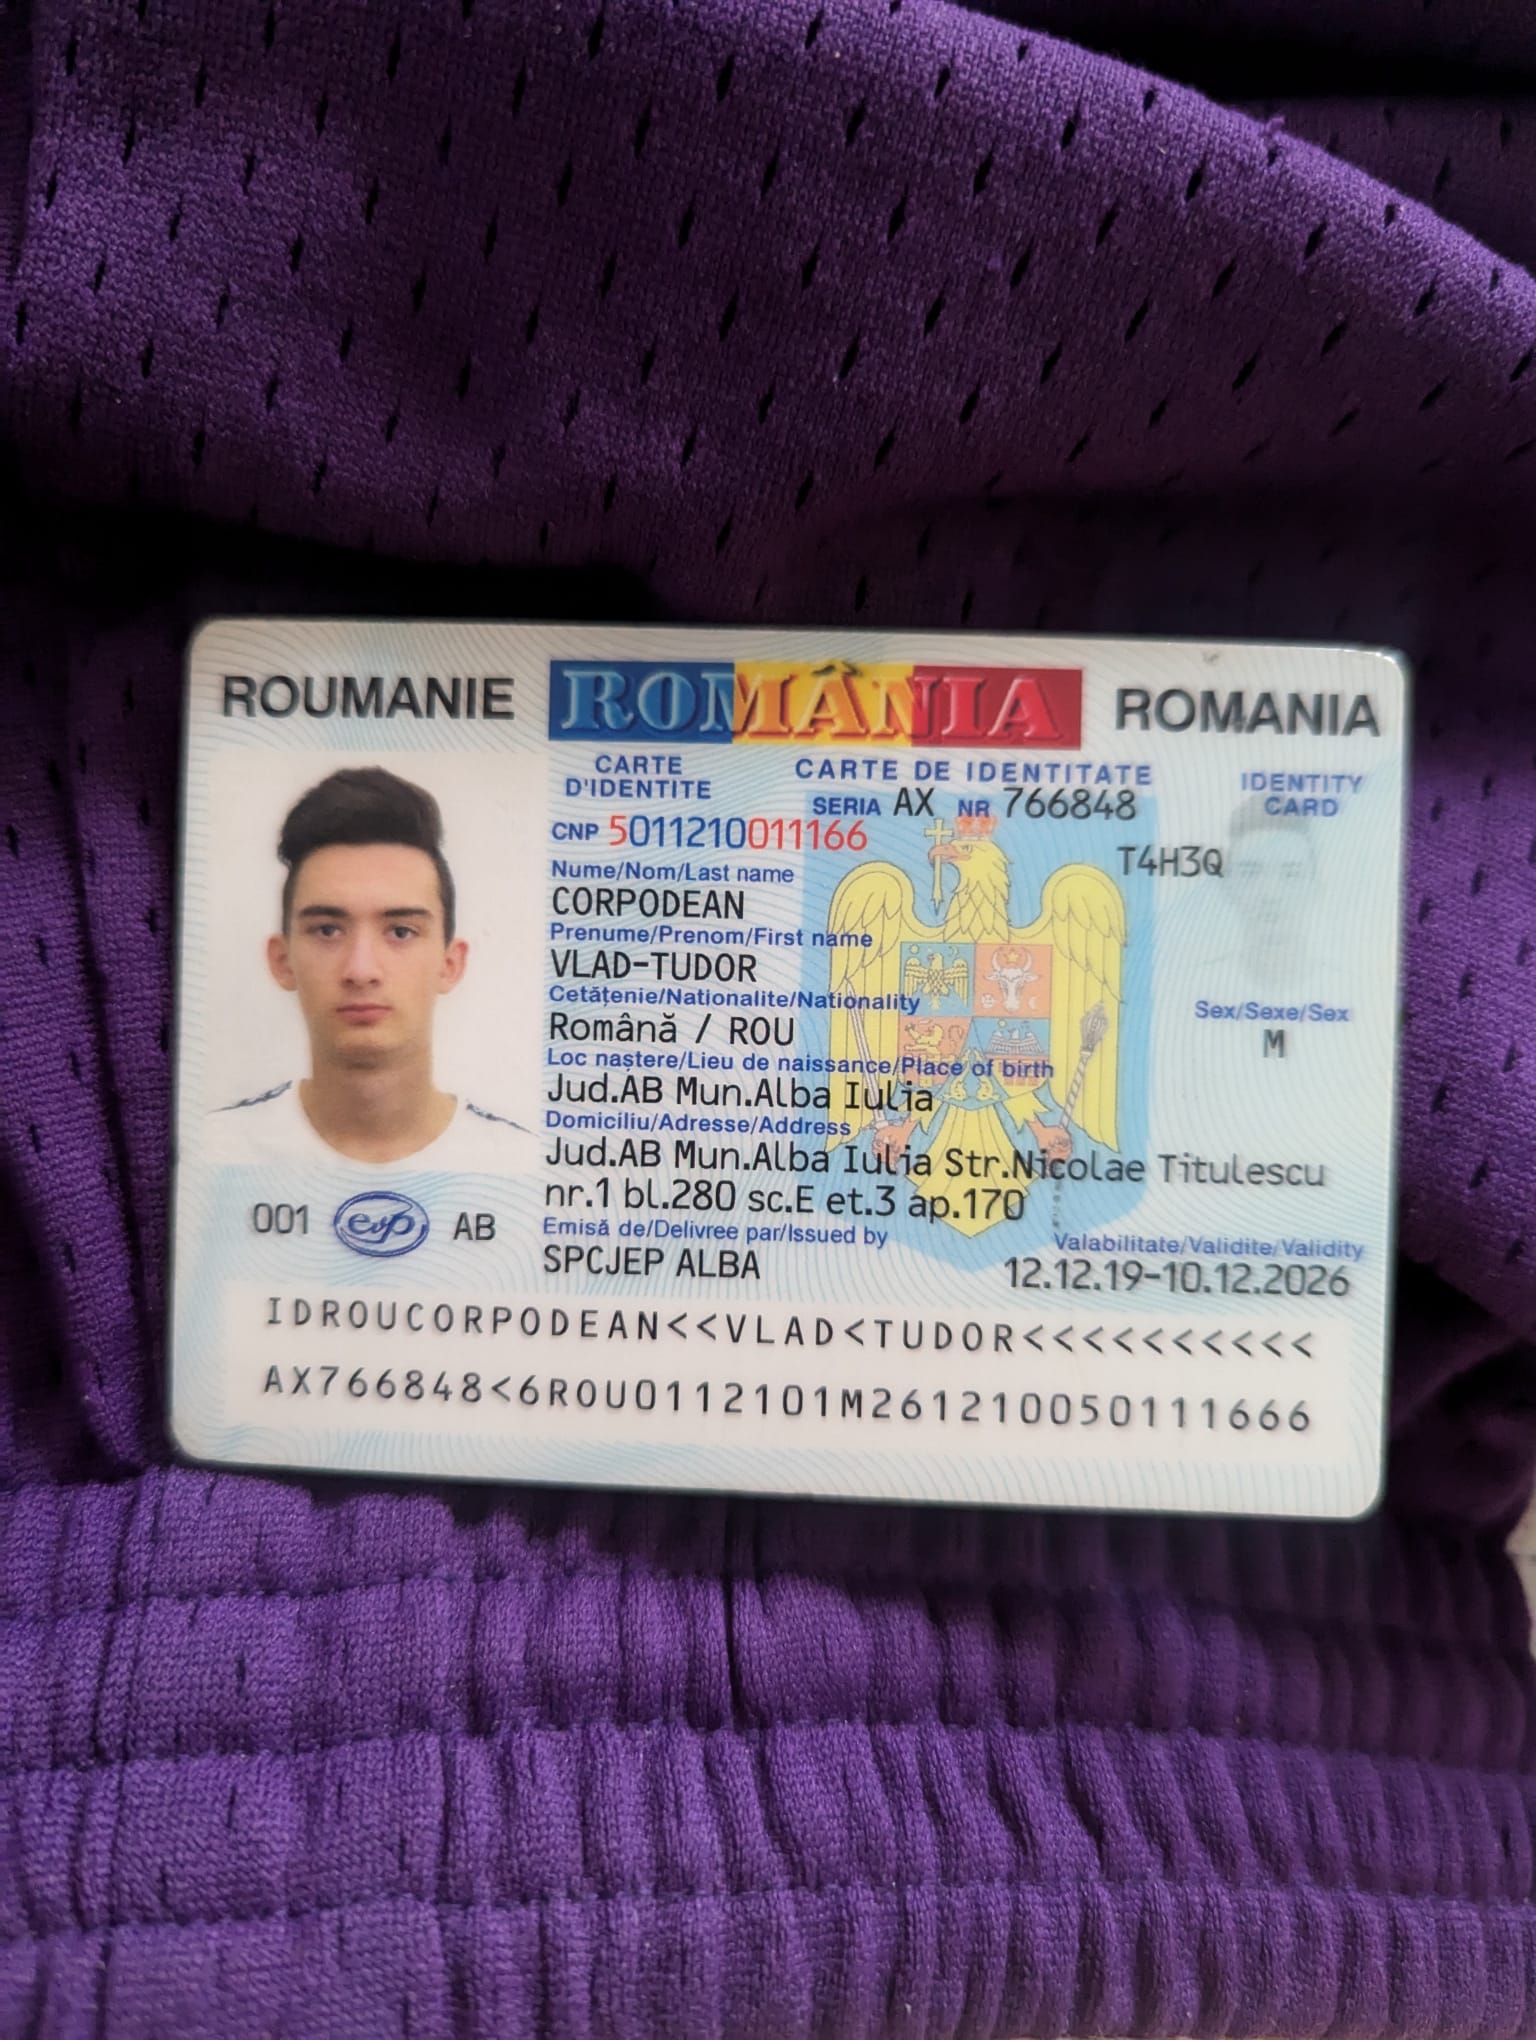 ROUMANIE ROMÂNIA ROMANIA
CARTE D'IDENTITE CARTE DE IDENTITATE IDENTITY CARD
SERIA AX NR 766848
CNP 5011210011166
T4H3Q
Nume/Nom/Last name
CORPODEAN
Prenume/Prenom/First name
VLAD-TUDOR
Cetățenie/Nationalite/Nationality
Română / ROU
Sex/Sexe/Sex
M
Loc naștere/Lieu de naissance/Place of birth
Jud.AB Mun.Alba Iulia
Domiciliu/Adresse/Address
Jud.AB Mun.Alba Iulia Str.Nicolae Titulescu
nr.1 bl.280 sc.E et.3 ap.170
001 evp AB
Emisă de/Delivree par/Issued by
SPCJEP ALBA
Valabilitate/Validite/Validity
12.12.19-10.12.2026
IDROUCORPODEAN<<VLAD<TUDOR<<<<<<<<<<
AX766848<6ROU0112101M261210050111666